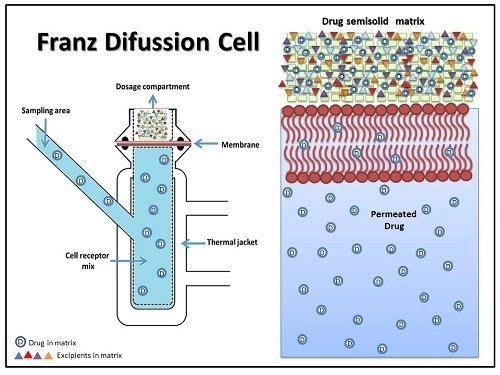 Franz Difussion Cell
Drug semisolid matrix
Dosage compartment
Sampling area
Membrane
Thermal jacket
Cell receptor
mix
Permeated
Drug
D Drug in matrix
Excipients in matrix